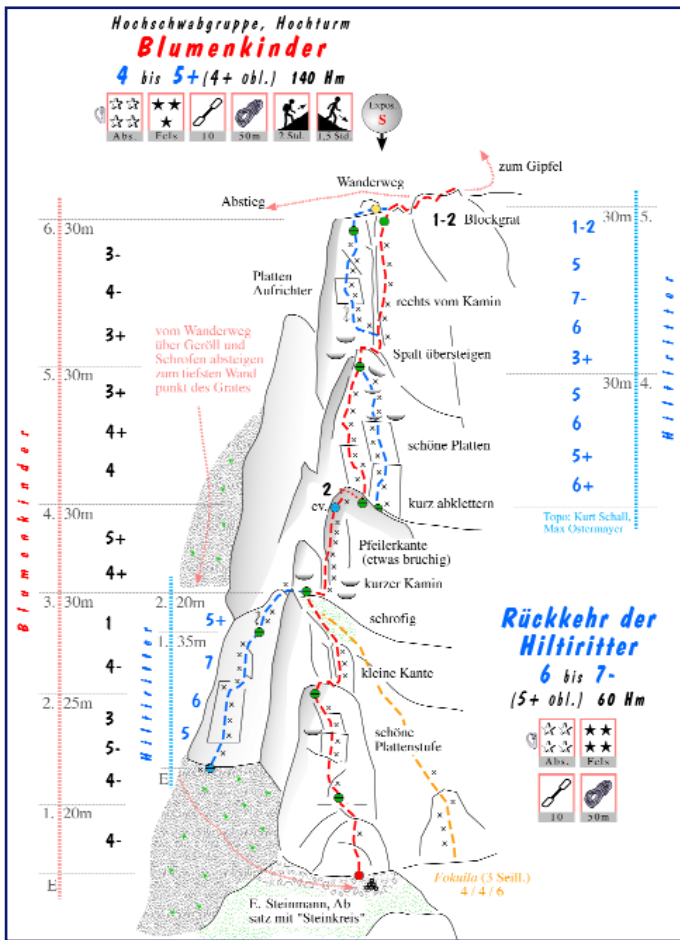 Hochschwabgruppe, Hochturm
Blumenkinder
4 bis 5+ (4+ obl.) 140 Hm
Abs.
Fels
10
50m
2 Std.
1,5 Std
Expos.
S
zum Gipfel
Wanderweg
Abstieg
1-2 Blockgrat
6. 30m
3-
4-
3+
5. 30m
3+
4+
4
4. 30m
5+
4+
3. 30m
1
4-
2. 25m
3
5-
4-
1. 20m
4-
E
Blumenkinder
Platten
Aufrichter
rechts vom Kamin
Spalt übersteigen
vom Wanderweg
über Geröll und
Schrofen absteigen
zum tiefsten Wand
punkt des Grates
schöne Platten
2
ev.
kurz abklettern
Pfeilerkante
(etwas brüchig)
kurzer Kamin
schrofig
kleine Kante
schöne
Plattenstufe
2. 20m
5+
1. 35m
7
6
5
E
Hiltiritter
30m 5.
1-2
5
7-
6
3+
30m 4.
5
6
5+
6+
Hiltiritter
Topo: Kurt Schall,
Max Ostermayer
Rückkehr der
Hiltiritter
6 bis 7-
(5+ obl.) 60 Hm
Abs.
Fels
10
50m
Fokuila (3 Seill.)
4 / 4 / 6
E. Steinmann, Ab
satz mit "Steinkreis"